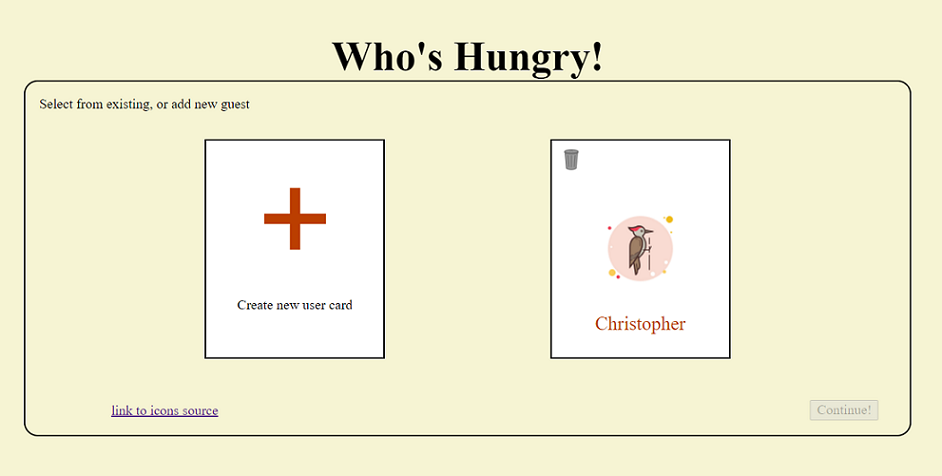 Who's Hungry!
Select from existing, or add new guest
Create new user card
Christopher
link to icons source
Continue!